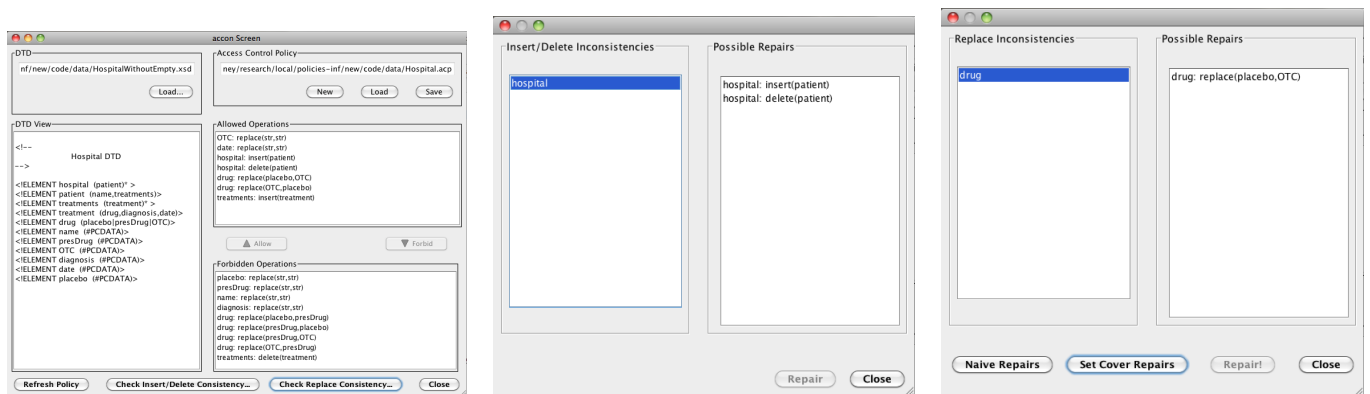 accon Screen
DTD
nf/new/code/data/HospitalWithoutEmpty.xsd
Load...
Access Control Policy
ney/research/local/policies-inf/new/code/data/Hospital.acp
New Load Save
DTD View
<!--
Hospital DTD
-->
<!ELEMENT hospital (patient)* >
<!ELEMENT patient (name,treatments)>
<!ELEMENT treatments (treatment)* >
<!ELEMENT treatment (drug,diagnosis,date)>
<!ELEMENT drug (placebo|presDrug|OTC)>
<!ELEMENT name (#PCDATA)>
<!ELEMENT presDrug (#PCDATA)>
<!ELEMENT OTC (#PCDATA)>
<!ELEMENT diagnosis (#PCDATA)>
<!ELEMENT date (#PCDATA)>
<!ELEMENT placebo (#PCDATA)>
Allowed Operations
OTC: replace(str,str)
date: replace(str,str)
hospital: insert(patient)
hospital: delete(patient)
drug: replace(placebo,OTC)
drug: replace(OTC,placebo)
treatments: insert(treatment)
Allow Forbid
Forbidden Operations
placebo: replace(str,str)
presDrug: replace(str,str)
name: replace(str,str)
diagnosis: replace(str,str)
drug: replace(placebo,presDrug)
drug: replace(presDrug,placebo)
drug: replace(presDrug,OTC)
drug: replace(OTC,presDrug)
treatments: delete(treatment)
Refresh Policy Check Insert/Delete Consistency... Check Replace Consistency... Close
Insert/Delete Inconsistencies
hospital
Possible Repairs
hospital: insert(patient)
hospital: delete(patient)
Repair Close
Replace Inconsistencies
drug
Possible Repairs
drug: replace(placebo,OTC)
Naive Repairs Set Cover Repairs Repair! Close